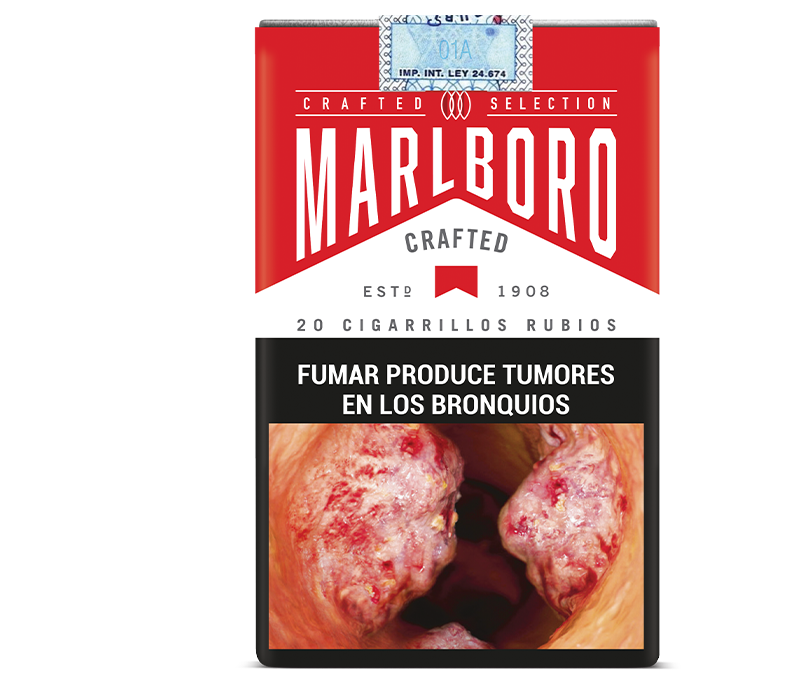 01A
IMP. INT. LEY 24.674
CRAFTED SELECTION
MARLBORO
CRAFTED
ESTD 1908
20 CIGARRILLOS RUBIOS
FUMAR PRODUCE TUMORES
EN LOS BRONQUIOS